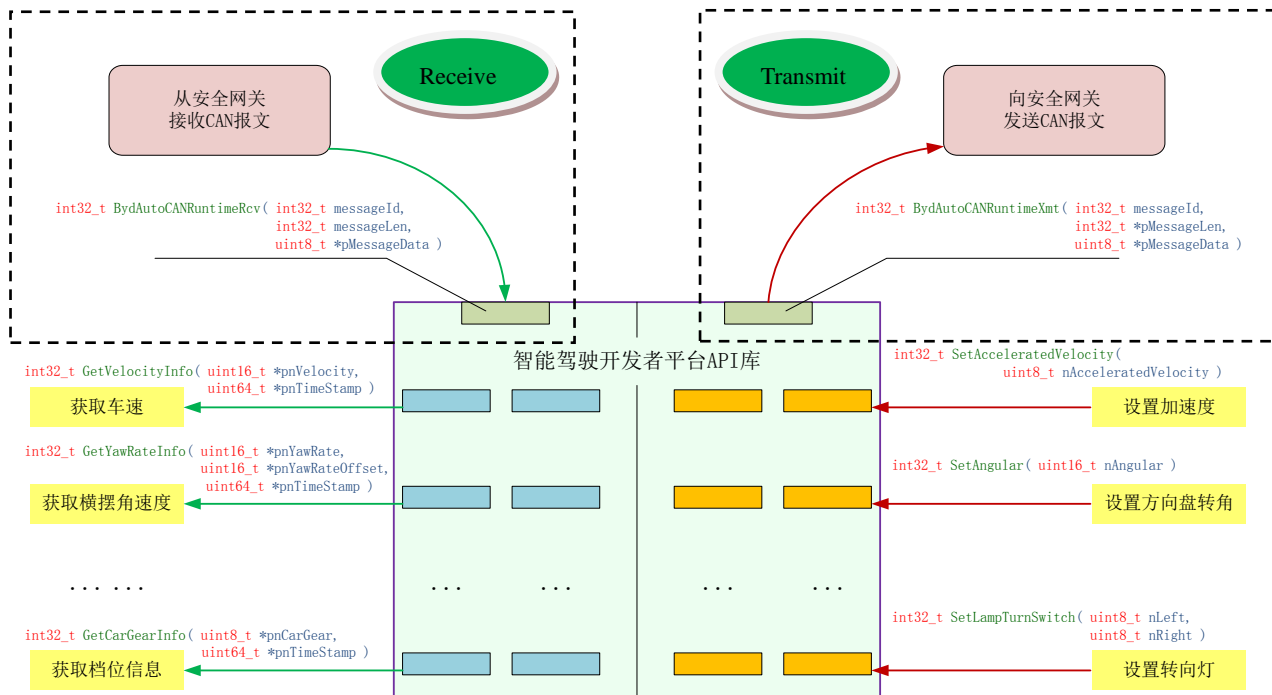 Receive
Transmit
从安全网关
接收CAN报文
向安全网关
发送CAN报文
int32_t BydAutoCANRuntimeRcv( int32_t messageId,
int32_t messageLen,
uint8_t *pMessageData )
int32_t BydAutoCANRuntimeXmt( int32_t messageId,
int32_t *pMessageLen,
uint8_t *pMessageData )
智能驾驶开发者平台API库
int32_t GetVelocityInfo( uint16_t *pnVelocity,
uint64_t *pnTimeStamp )
获取车速
int32_t SetAcceleratedVelocity(
uint8_t nAcceleratedVelocity )
设置加速度
int32_t GetYawRateInfo( uint16_t *pnYawRate,
uint16_t *pnYawRateOffset,
uint64_t *pnTimeStamp )
获取横摆角速度
int32_t SetAngular( uint16_t nAngular )
设置方向盘转角
... ...
...
...
...
...
int32_t GetCarGearInfo( uint8_t *pnCarGear,
uint64_t *pnTimeStamp )
获取档位信息
int32_t SetLampTurnSwitch( uint8_t nLeft,
uint8_t nRight )
设置转向灯